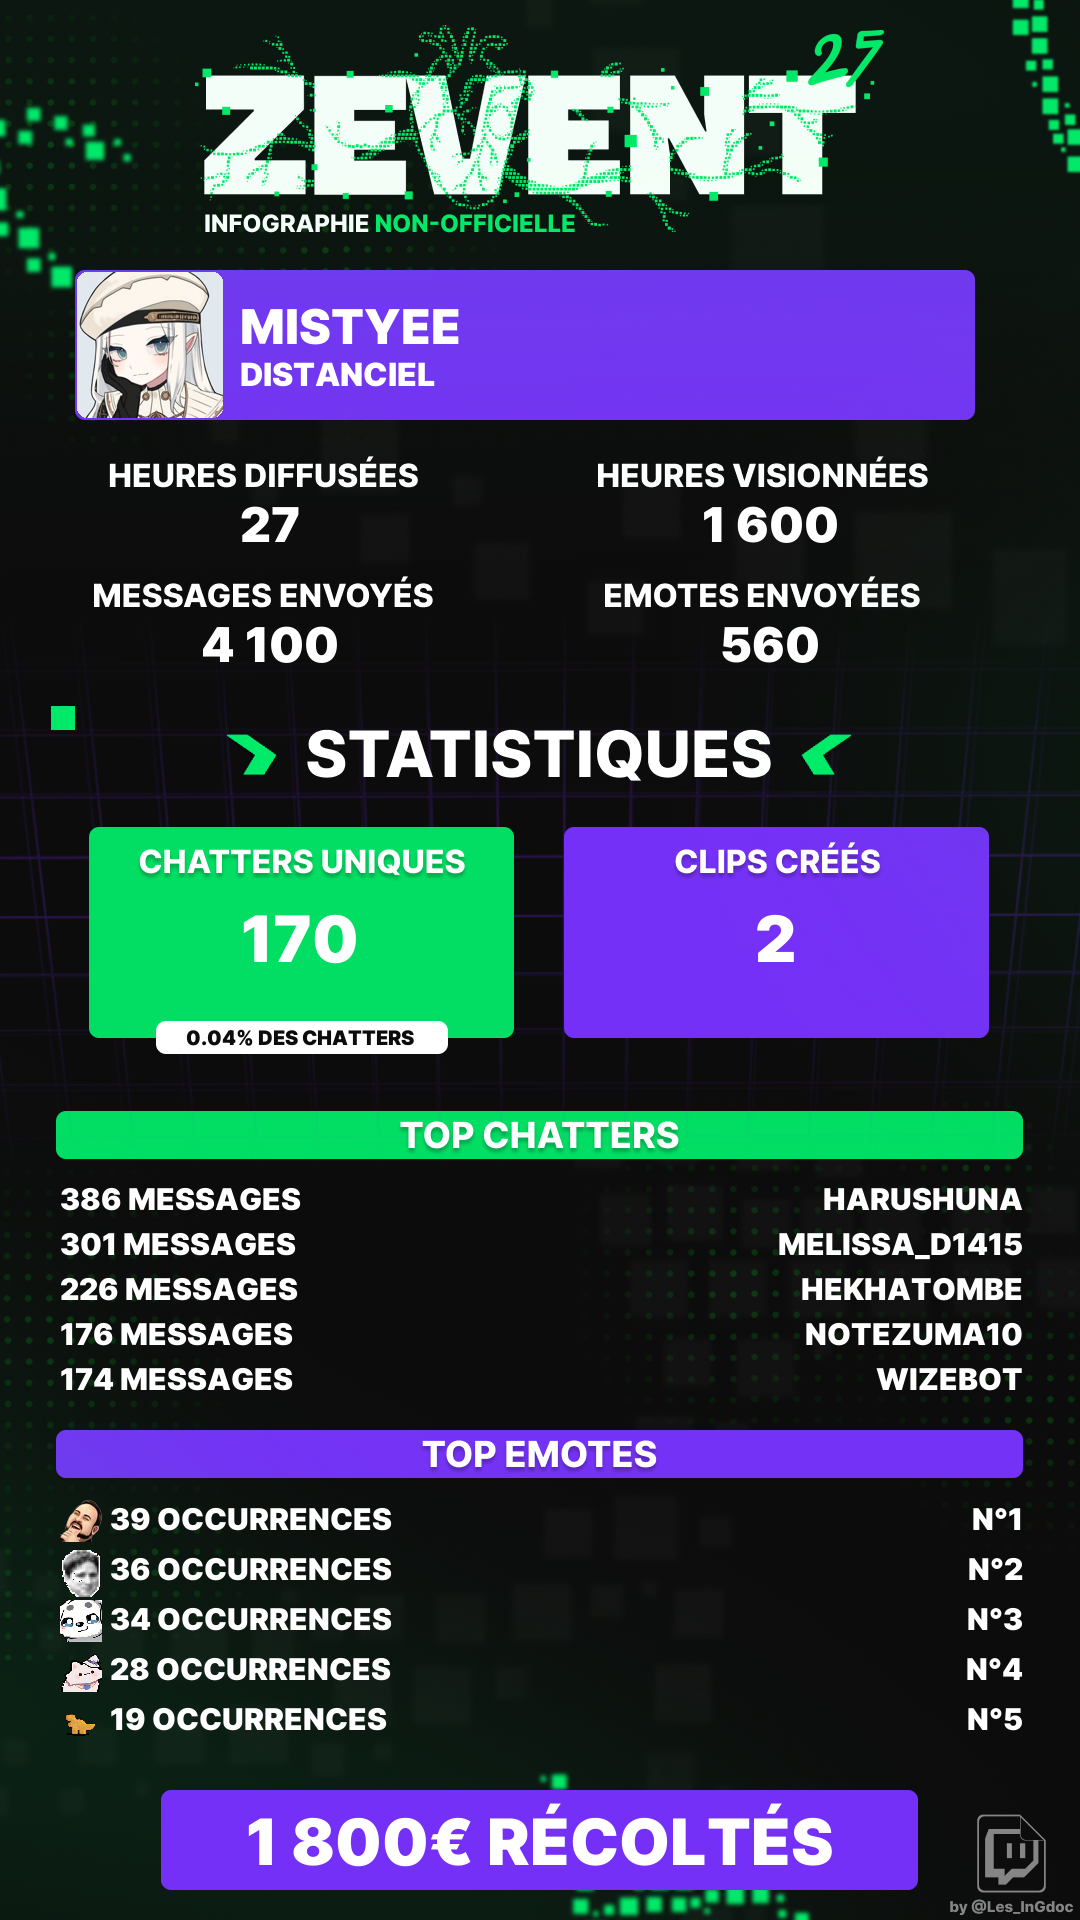 ZEVENT 25
INFOGRAPHIE NON-OFFICIELLE
MISTYEE
DISTANCIEL
HEURES DIFFUSÉES
27
HEURES VISIONNÉES
1 600
MESSAGES ENVOYÉS
4 100
EMOTES ENVOYÉES
560
STATISTIQUES
CHATTERS UNIQUES
170
0.04% DES CHATTERS
CLIPS CRÉÉS
2
TOP CHATTERS
386 MESSAGES HARUSHUNA
301 MESSAGES MELISSA_D1415
226 MESSAGES HEKHATOMBE
176 MESSAGES NOTEZUMA10
174 MESSAGES WIZEBOT
TOP EMOTES
39 OCCURRENCES N°1
36 OCCURRENCES N°2
34 OCCURRENCES N°3
28 OCCURRENCES N°4
19 OCCURRENCES N°5
1 800€ RÉCOLTÉS
by @Les_InGdoc